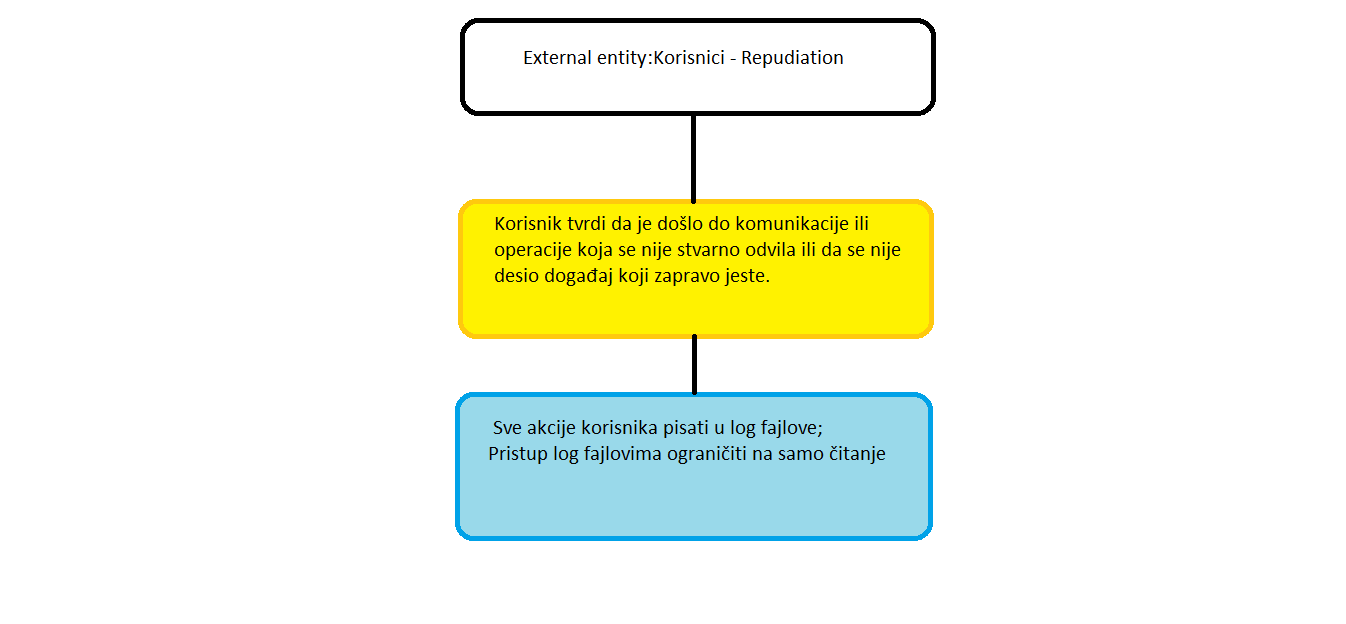 External entity:Korisnici - Repudiation
Korisnik tvrdi da je došlo do komunikacije ili
operacije koja se nije stvarno odvila ili da se nije
desio događaj koji zapravo jeste.
Sve akcije korisnika pisati u log fajlove;
Pristup log fajlovima ograničiti na samo čitanje